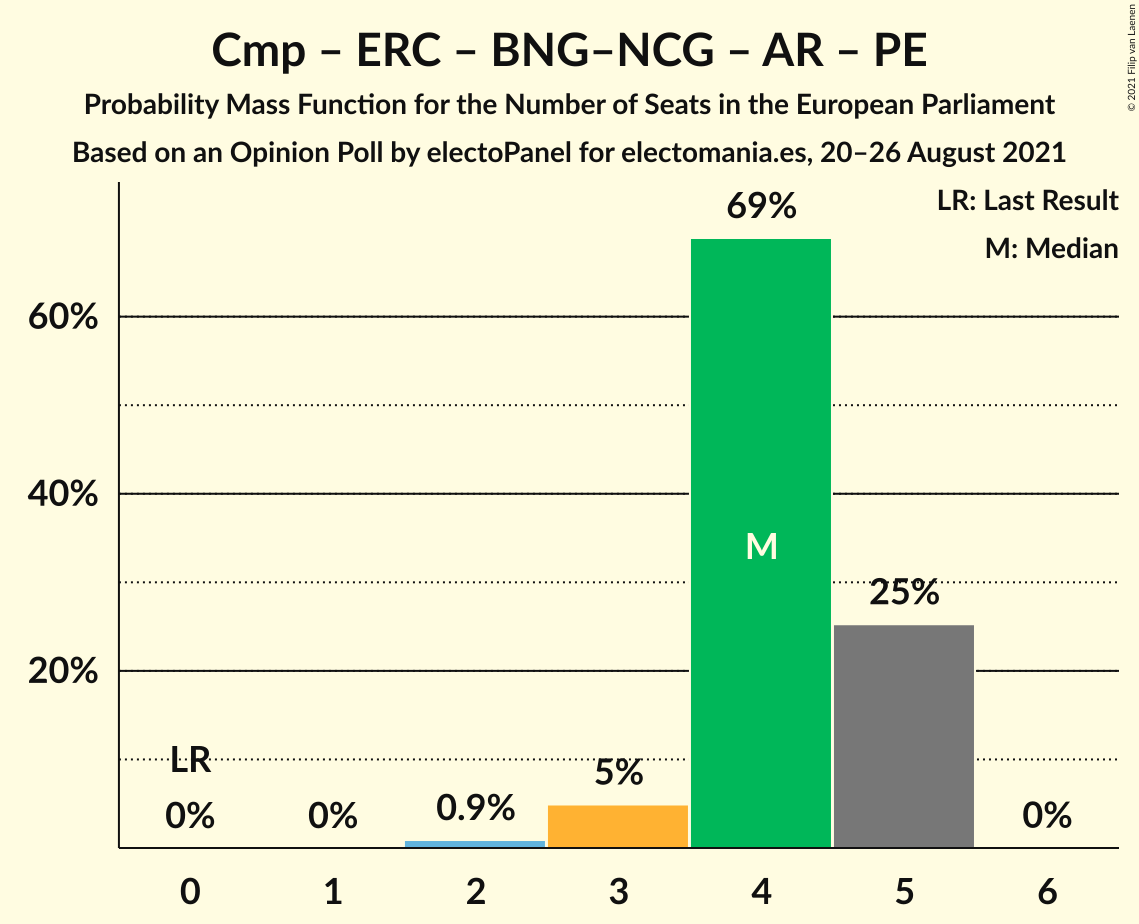 Cmp – ERC – BNG–NCG – AR – PE
Probability Mass Function for the Number of Seats in the European Parliament
Based on an Opinion Poll by electoPanel for electomania.es, 20–26 August 2021
© 2021 Filip van Laenen
LR: Last Result
M: Median
69%
60%
40%
20%
M
25%
LR
5%
0%
0%
0.9%
0%
0 1 2 3 4 5 6